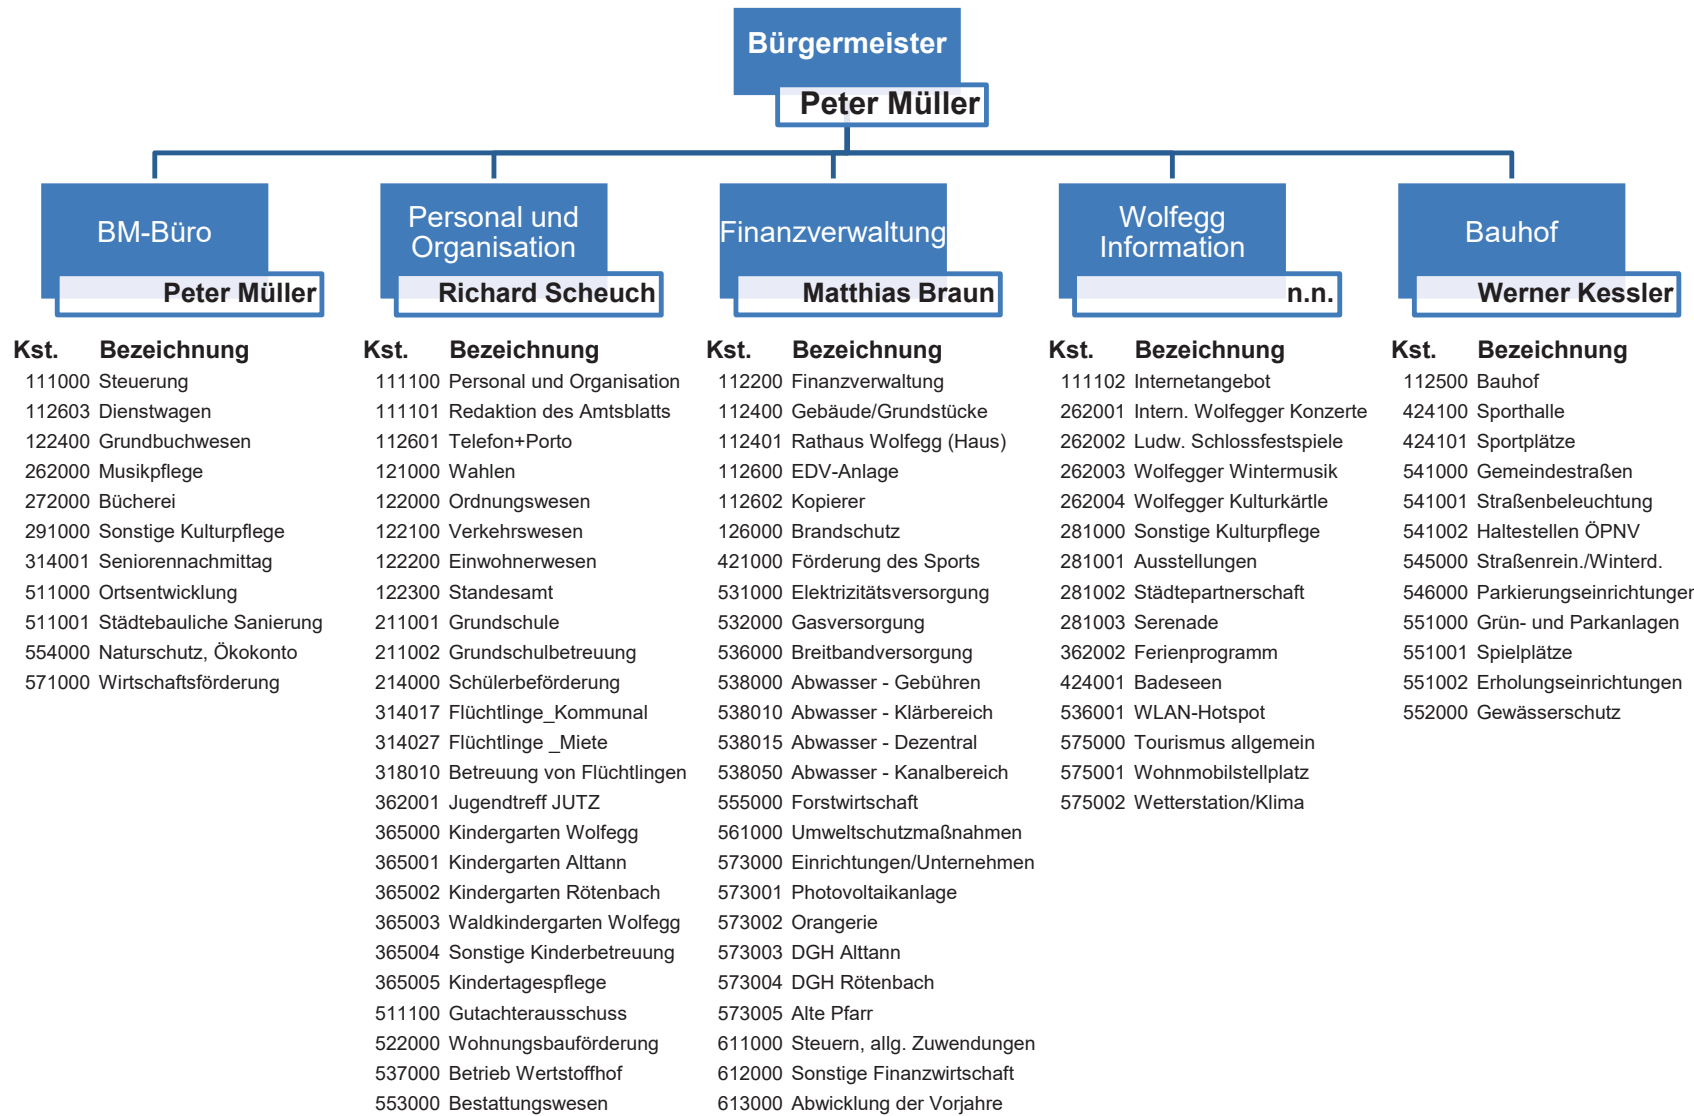 Bürgermeister
Peter Müller
BM-Büro
Peter Müller
Personal und
Organisation
Richard Scheuch
Finanzverwaltung
Matthias Braun
Wolfegg
Information
n.n.
Bauhof
Werner Kessler
Kst. Bezeichnung
111000 Steuerung
112603 Dienstwagen
122400 Grundbuchwesen
262000 Musikpflege
272000 Bücherei
291000 Sonstige Kulturpflege
314001 Seniorennachmittag
511000 Ortsentwicklung
511001 Städtebauliche Sanierung
554000 Naturschutz, Ökokonto
571000 Wirtschaftsförderung
Kst. Bezeichnung
111100 Personal und Organisation
111101 Redaktion des Amtsblatts
112601 Telefon+Porto
121000 Wahlen
122000 Ordnungswesen
122100 Verkehrswesen
122200 Einwohnerwesen
122300 Standesamt
211001 Grundschule
211002 Grundschulbetreuung
214000 Schülerbeförderung
314017 Flüchtlinge_Kommunal
314027 Flüchtlinge _Miete
318010 Betreuung von Flüchtlingen
362001 Jugendtreff JUTZ
365000 Kindergarten Wolfegg
365001 Kindergarten Alttann
365002 Kindergarten Rötenbach
365003 Waldkindergarten Wolfegg
365004 Sonstige Kinderbetreuung
365005 Kindertagespflege
511100 Gutachterausschuss
522000 Wohnungsbauförderung
537000 Betrieb Wertstoffhof
553000 Bestattungswesen
Kst. Bezeichnung
112200 Finanzverwaltung
112400 Gebäude/Grundstücke
112401 Rathaus Wolfegg (Haus)
112600 EDV-Anlage
112602 Kopierer
126000 Brandschutz
421000 Förderung des Sports
531000 Elektrizitätsversorgung
532000 Gasversorgung
536000 Breitbandversorgung
538000 Abwasser - Gebühren
538010 Abwasser - Klärbereich
538015 Abwasser - Dezentral
538050 Abwasser - Kanalbereich
555000 Forstwirtschaft
561000 Umweltschutzmaßnahmen
573000 Einrichtungen/Unternehmen
573001 Photovoltaikanlage
573002 Orangerie
573003 DGH Alttann
573004 DGH Rötenbach
573005 Alte Pfarr
611000 Steuern, allg. Zuwendungen
612000 Sonstige Finanzwirtschaft
613000 Abwicklung der Vorjahre
Kst. Bezeichnung
111102 Internetangebot
262001 Intern. Wolfegger Konzerte
262002 Ludw. Schlossfestspiele
262003 Wolfegger Wintermusik
262004 Wolfegger Kulturkärtle
281000 Sonstige Kulturpflege
281001 Ausstellungen
281002 Städtepartnerschaft
281003 Serenade
362002 Ferienprogramm
424001 Badeseen
536001 WLAN-Hotspot
575000 Tourismus allgemein
575001 Wohnmobilstellplatz
575002 Wetterstation/Klima
Kst. Bezeichnung
112500 Bauhof
424100 Sporthalle
424101 Sportplätze
541000 Gemeindestraßen
541001 Straßenbeleuchtung
541002 Haltestellen ÖPNV
545000 Straßenrein./Winterd.
546000 Parkierungseinrichtunger
551000 Grün- und Parkanlagen
551001 Spielplätze
551002 Erholungseinrichtungen
552000 Gewässerschutz